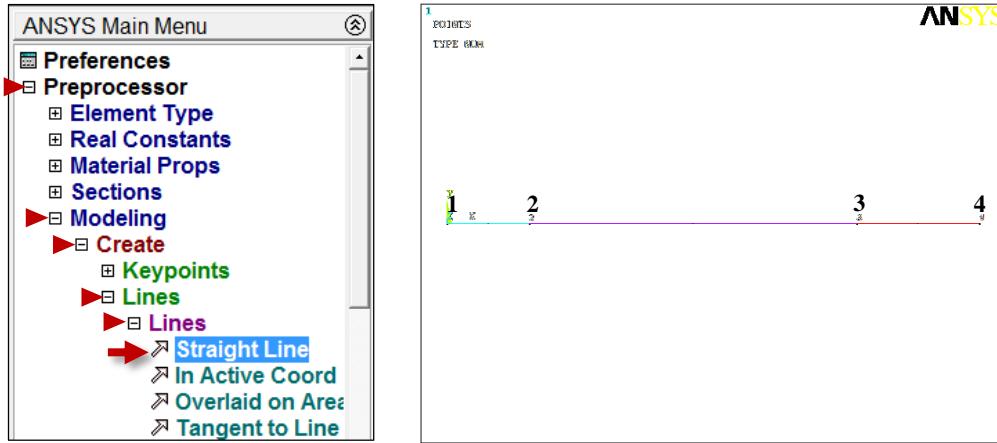 ANSYS Main Menu
Preferences
Preprocessor
Element Type
Real Constants
Material Props
Sections
Modeling
Create
Keypoints
Lines
Lines
Straight Line
In Active Coord
Overlaid on Area
Tangent to Line
1
POINTS
ANSYS
TYPE NUM
1 2 3 4